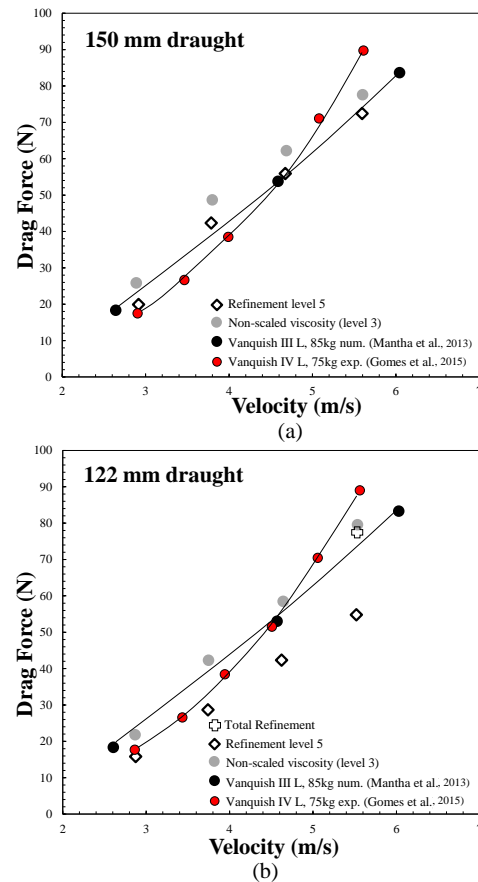 100
90
150 mm draught
80
70
60
50
40
30
20
10
0
Drag Force (N)
Refinement level 5
Non-scaled viscosity (level 3)
Vanquish III L, 85kg num. (Mantha et al., 2013)
Vanquish IV L, 75kg exp. (Gomes et al., 2015)
2 3 4 5 6 7
Velocity (m/s)
(a)
100
90
122 mm draught
80
70
60
50
40
30
20
10
0
Drag Force (N)
Total Refinement
Refinement level 5
Non-scaled viscosity (level 3)
Vanquish III L, 85kg num. (Mantha et al., 2013)
Vanquish IV L, 75kg exp. (Gomes et al., 2015)
2 3 4 5 6 7
Velocity (m/s)
(b)